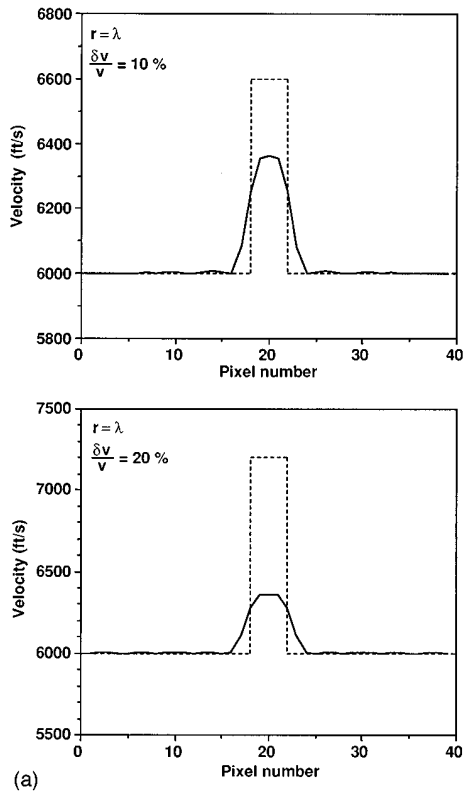 6800
r = λ
δv
v
= 10 %
6600
6400
6200
6000
5800
Velocity (ft/s)
0 10 20 30 40
Pixel number
7500
r = λ
δv
v
= 20 %
7000
6500
6000
5500
Velocity (ft/s)
0 10 20 30 40
Pixel number
(a)